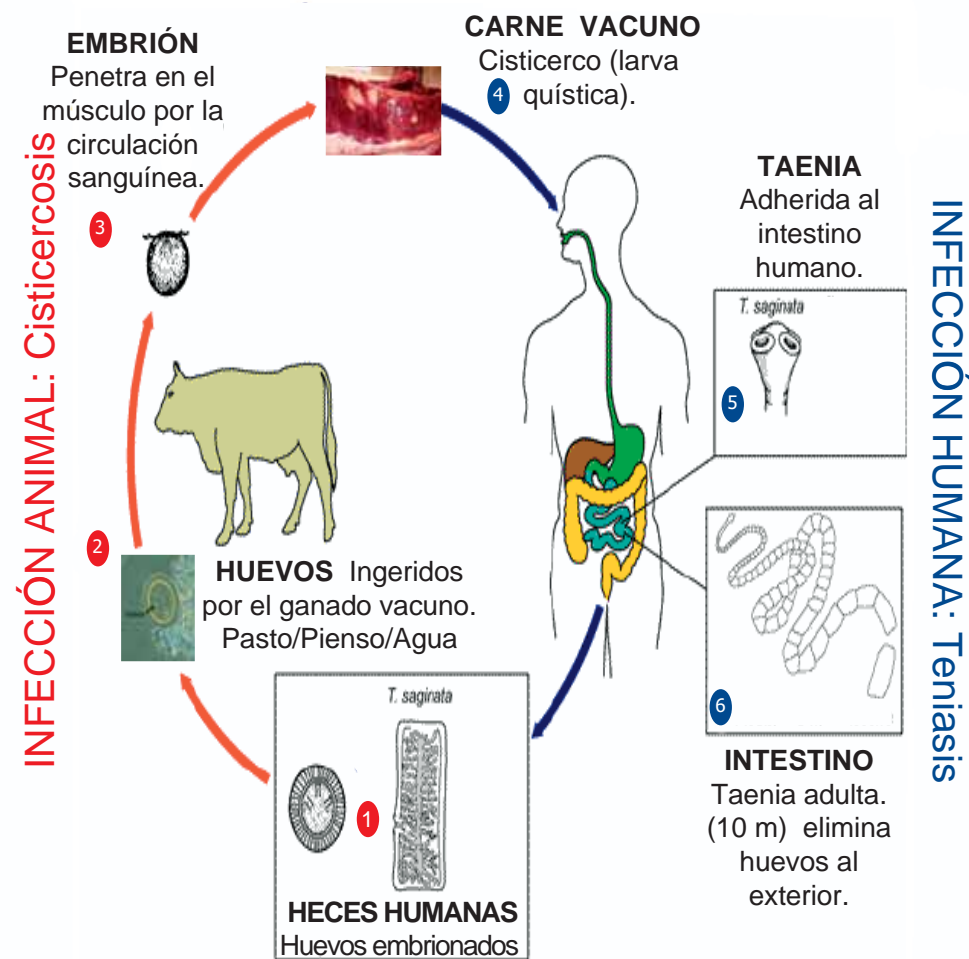 EMBRIÓN
Penetra en el
músculo por la
circulación
sanguínea.
3
CARNE VACUNO
Cisticerco (larva
4 quística).
TAENIA
Adherida al
intestino
humano.
T. saginata
5
INFECCIÓN ANIMAL: Cisticercosis
INFECCIÓN HUMANA: Teniasis
2
HUEVOS Ingeridos
por el ganado vacuno.
Pasto/Pienso/Agua
6
INTESTINO
Taenia adulta.
(10 m) elimina
huevos al
exterior.
T. saginata
1
HECES HUMANAS
Huevos embrionados